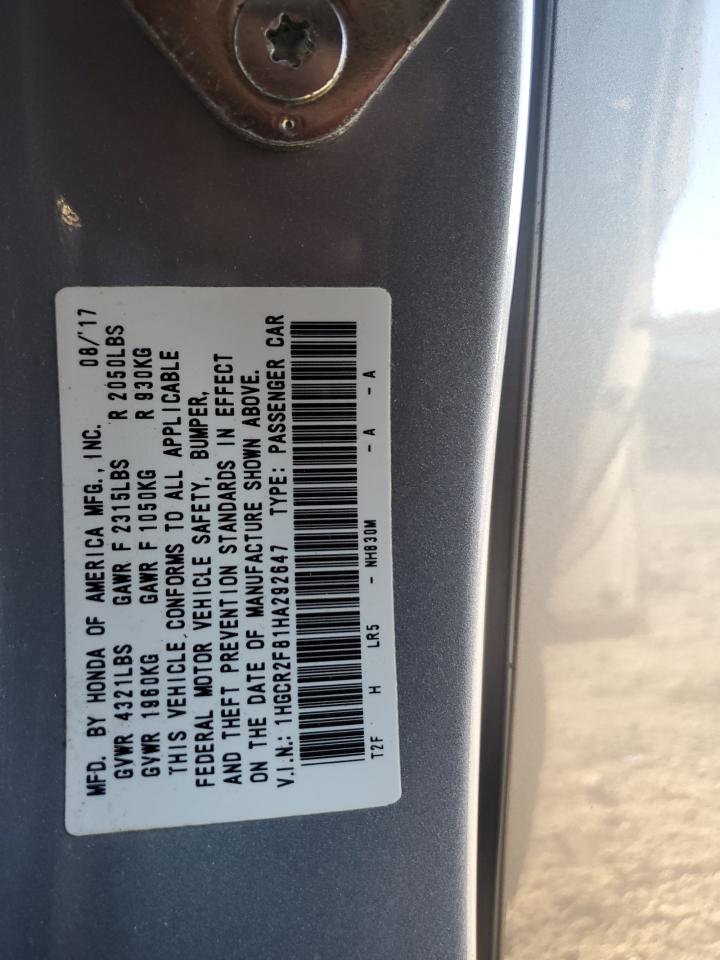 MFD. BY HONDA OF AMERICA MFG., INC. 08/'17
GVWR 4321LBS GAWR F 2315LBS R 2050LBS
GVWR 1960KG GAWR F 1050KG R 930KG
THIS VEHICLE CONFORMS TO ALL APPLICABLE
FEDERAL MOTOR VEHICLE SAFETY, BUMPER,
AND THEFT PREVENTION STANDARDS IN EFFECT
ON THE DATE OF MANUFACTURE SHOWN ABOVE.
V.I.N.: 1HGCR2F81HA292647 TYPE: PASSENGER CAR
T2F H LR5 - NH830M - A - A